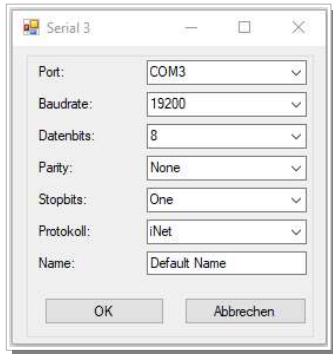 Serial 3
Port: COM3
Baudrate: 19200
Datenbits: 8
Parity: None
Stopbits: One
Protokoll: iNet
Name: Default Name
OK Abbrechen